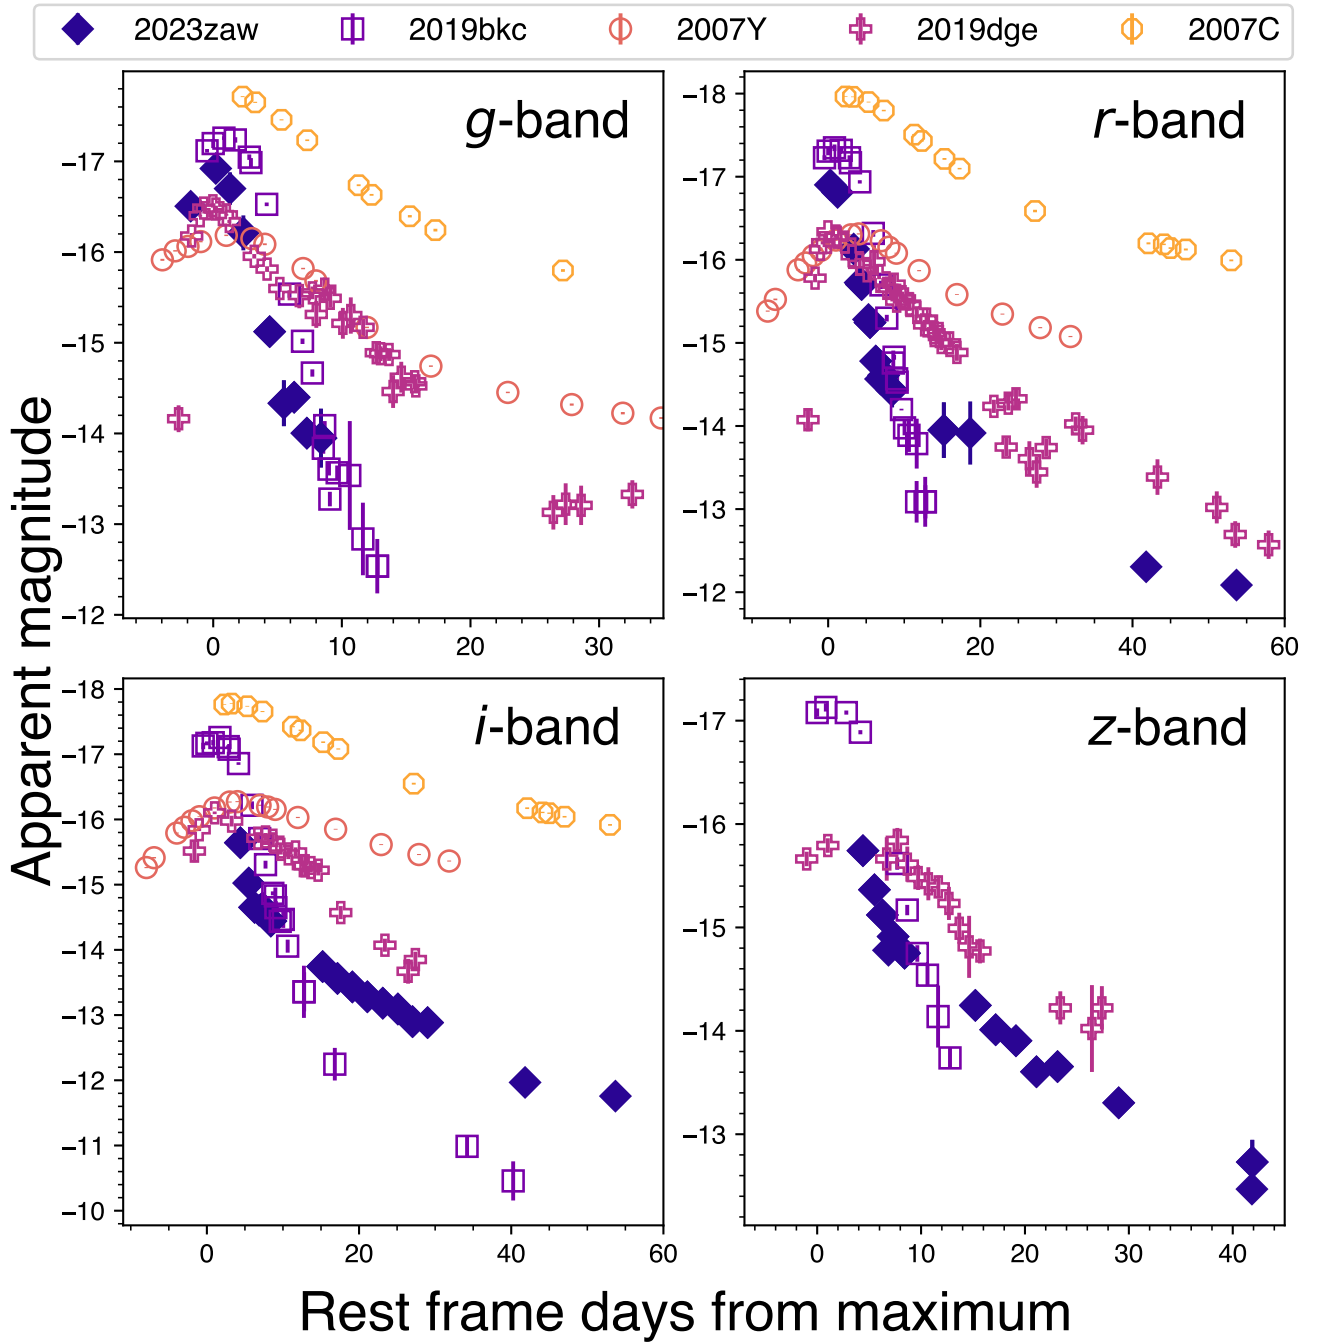 2023zaw 2019bkc 2007Y 2019dge 2007C
g-band
−17
−16
−15
−14
−13
−12
0 10 20 30
r-band
−18
−17
−16
−15
−14
−13
−12
0 20 40 60
i-band
−18
−17
−16
−15
−14
−13
−12
−11
−10
0 20 40 60
z-band
−17
−16
−15
−14
−13
0 10 20 30 40
Apparent magnitude
Rest frame days from maximum